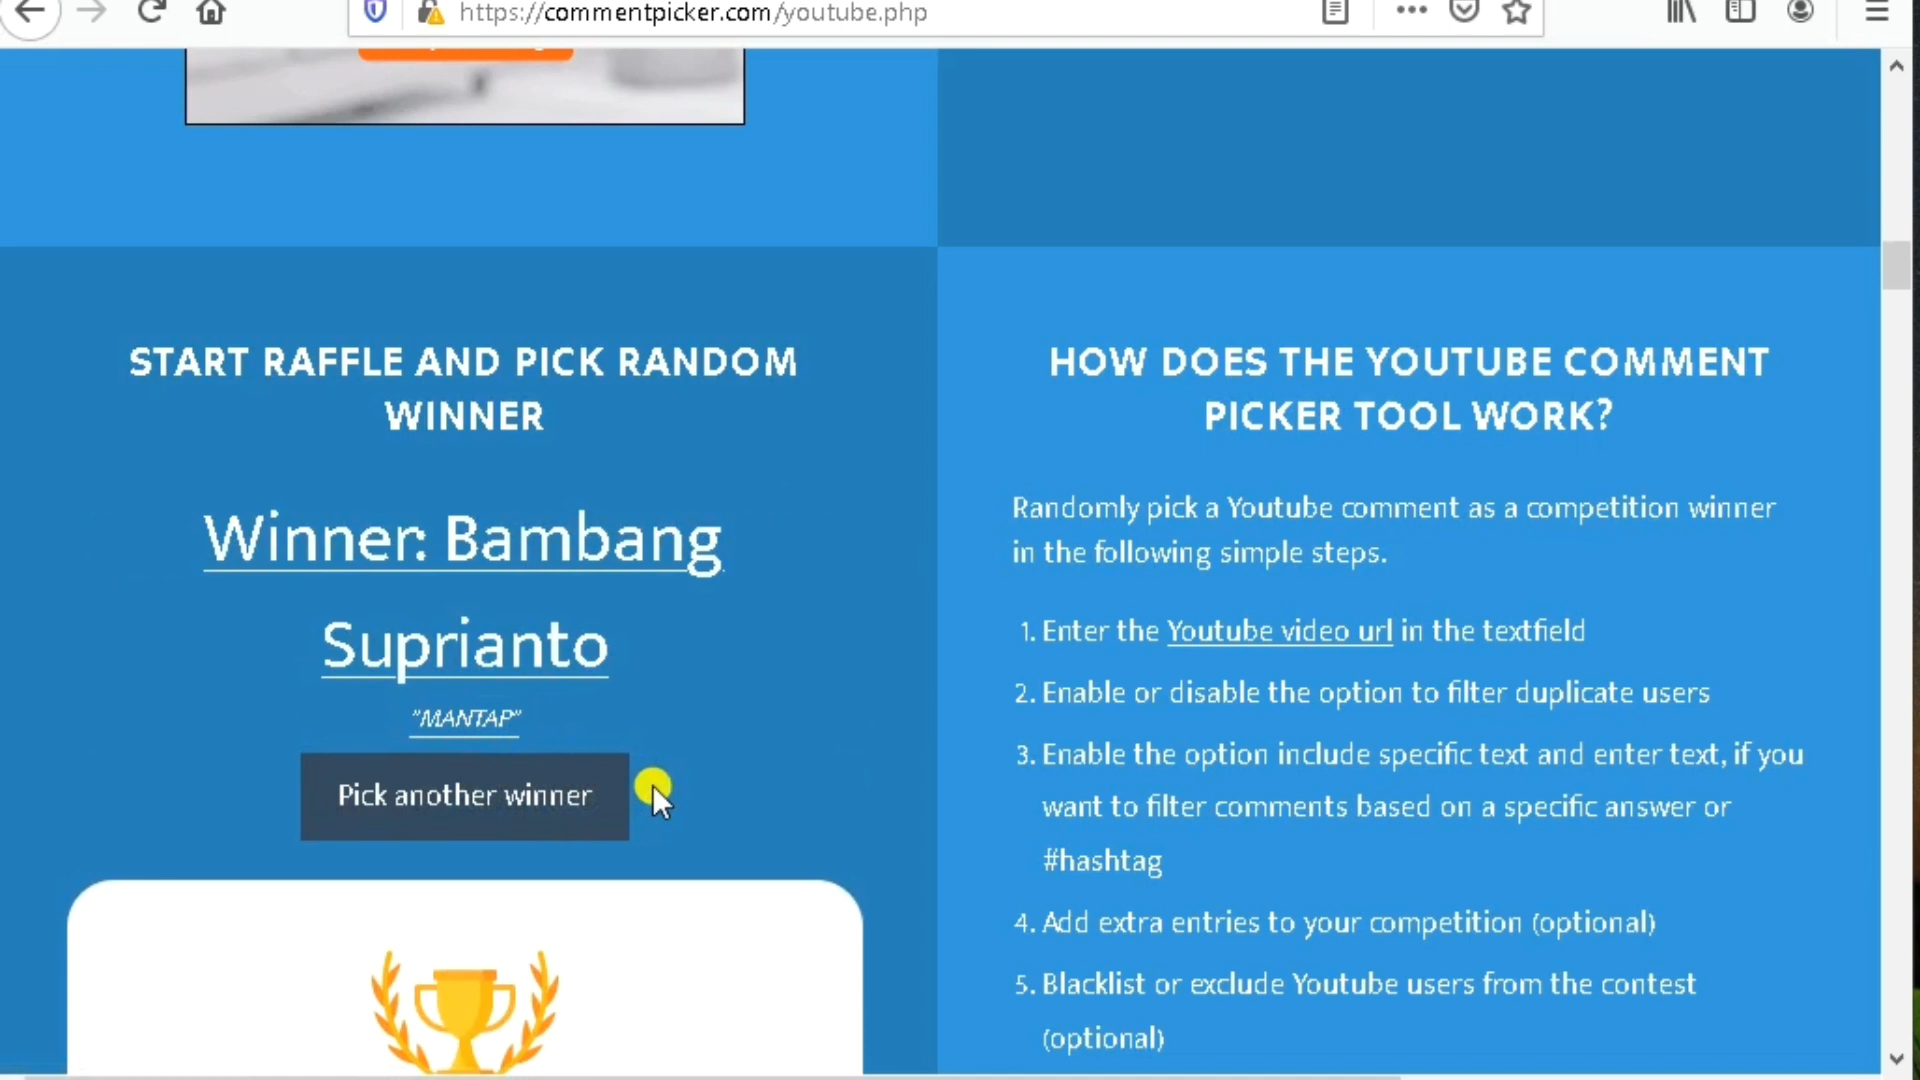 https://commentpicker.com/youtube.php
START RAFFLE AND PICK RANDOM
WINNER
Winner: Bambang
Suprianto
"MANTAP"
Pick another winner
HOW DOES THE YOUTUBE COMMENT
PICKER TOOL WORK?
Randomly pick a Youtube comment as a competition winner
in the following simple steps.
1. Enter the Youtube video url in the textfield
2. Enable or disable the option to filter duplicate users
3. Enable the option include specific text and enter text, if you
want to filter comments based on a specific answer or
#hashtag
4. Add extra entries to your competition (optional)
5. Blacklist or exclude Youtube users from the contest
(optional)